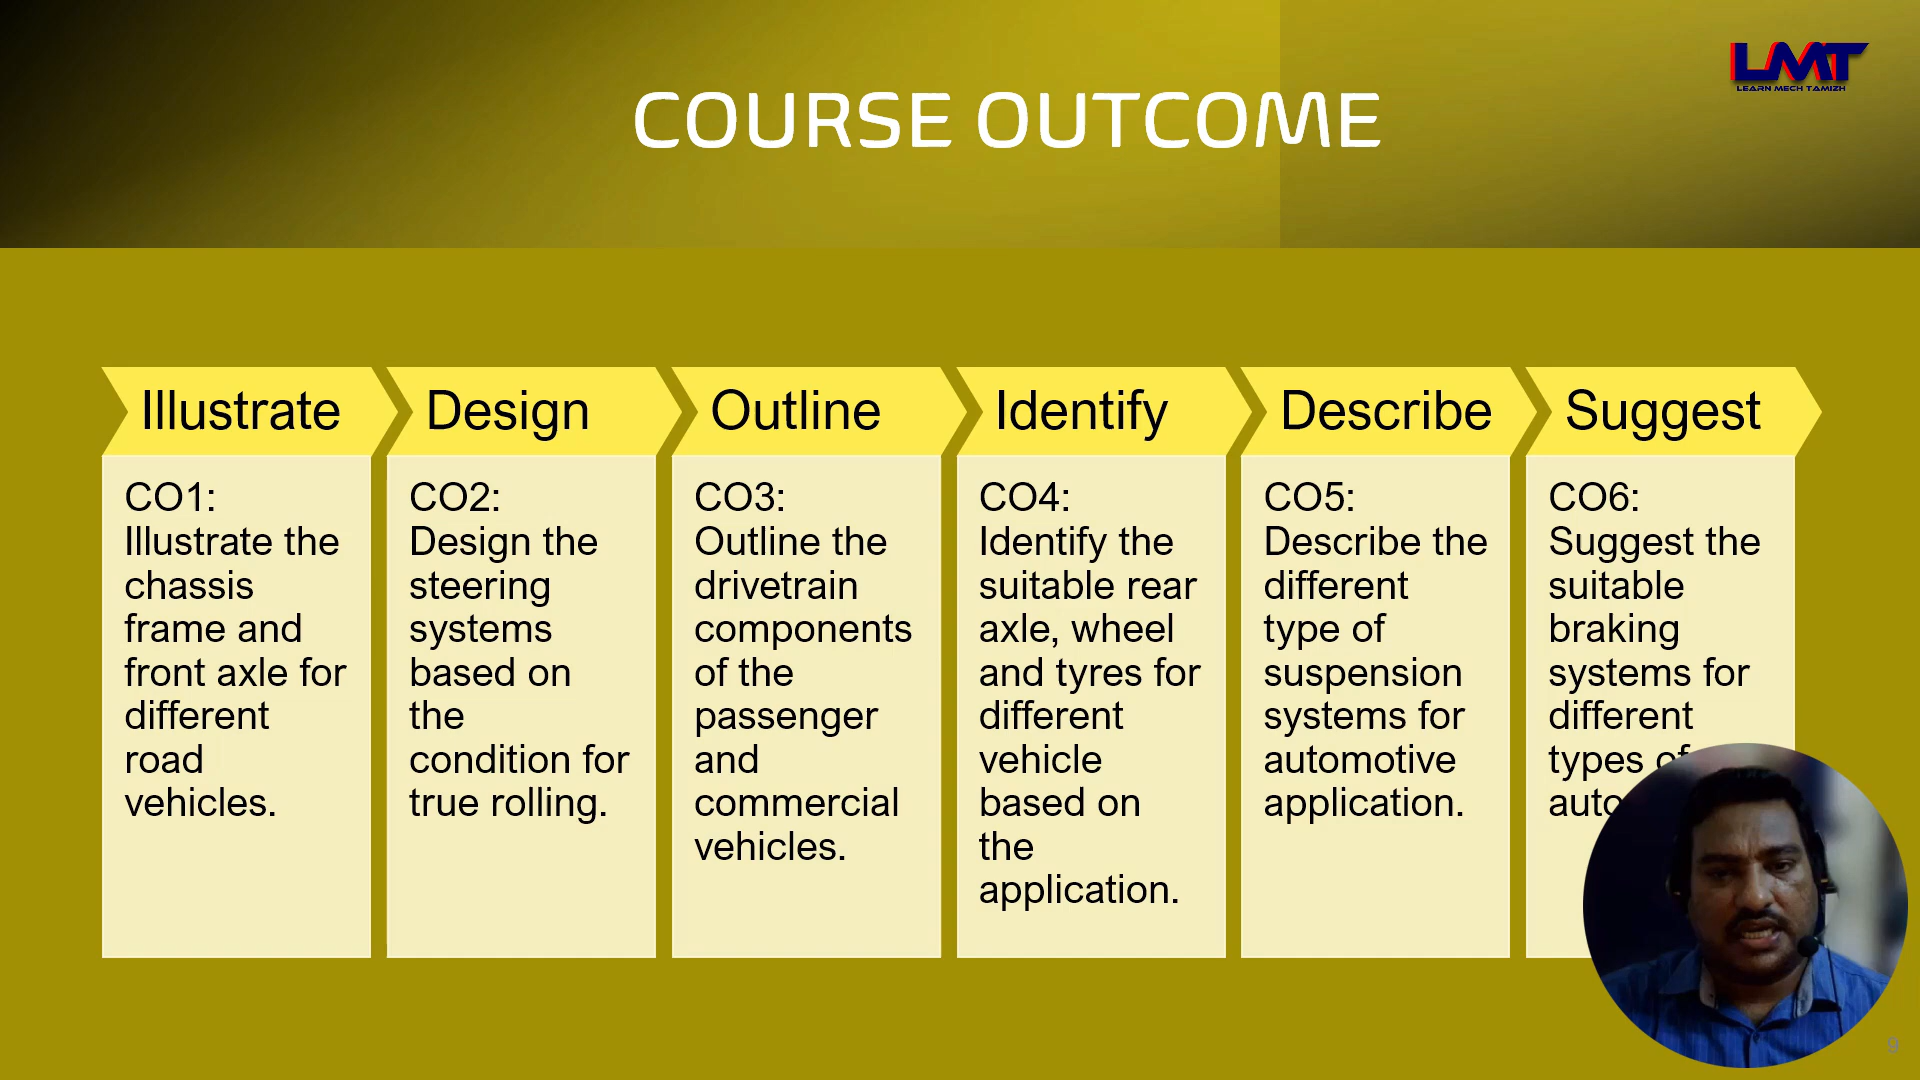 LMT
LEARN MECH TAMIZH
COURSE OUTCOME
Illustrate
CO1:
Illustrate the
chassis
frame and
front axle for
different
road
vehicles.
Design
CO2:
Design the
steering
systems
based on
the
condition for
true rolling.
Outline
CO3:
Outline the
drivetrain
components
of the
passenger
and
commercial
vehicles.
Identify
CO4:
Identify the
suitable rear
axle, wheel
and tyres for
different
vehicle
based on
the
application.
Describe
CO5:
Describe the
different
type of
suspension
systems for
automotive
application.
Suggest
CO6:
Suggest the
suitable
braking
systems for
different
types of
9